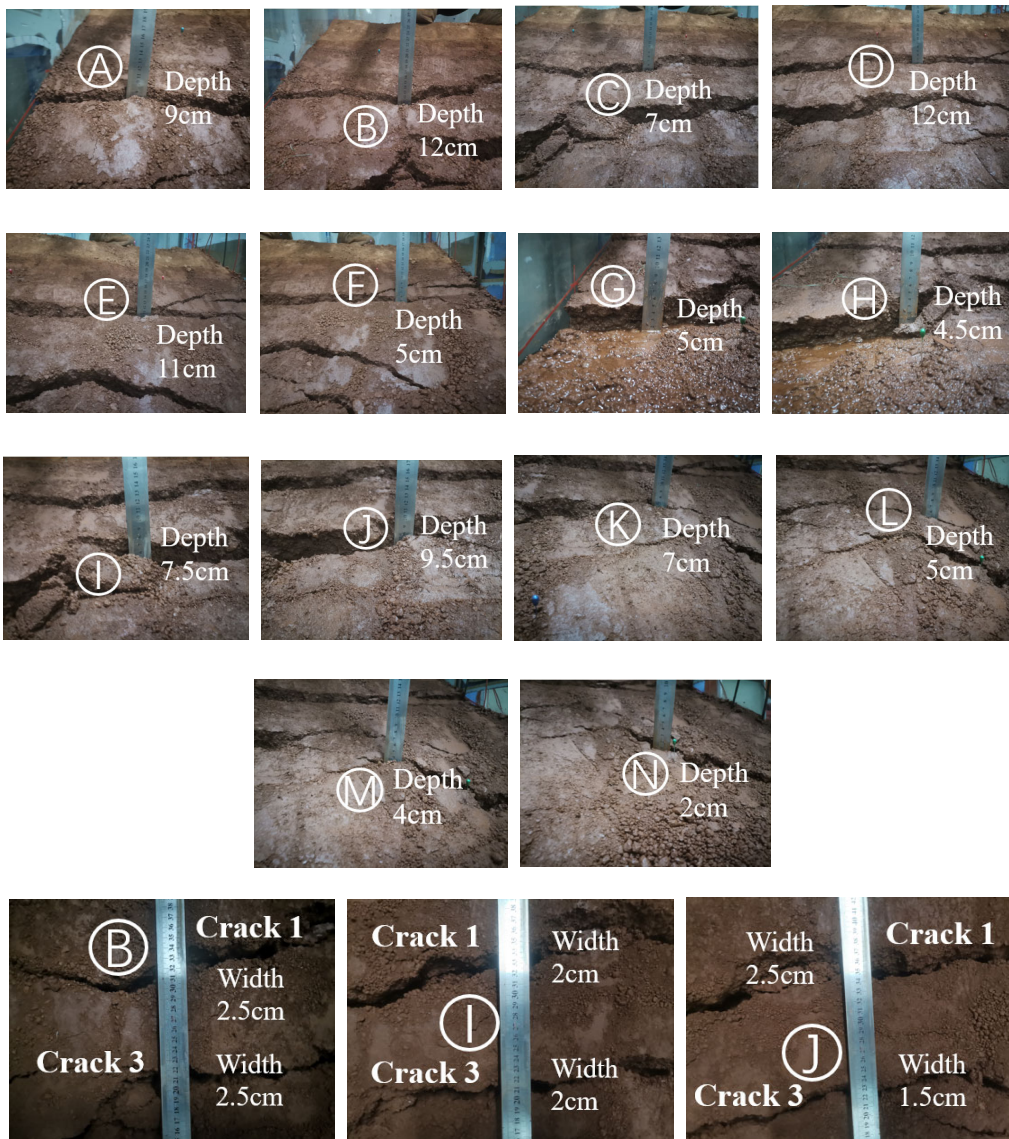 A
Depth
9cm
B
Depth
12cm
C
Depth
7cm
D
Depth
12cm
E
Depth
11cm
F
Depth
5cm
G
Depth
5cm
H
Depth
4.5cm
I
Depth
7.5cm
J
Depth
9.5cm
K
Depth
7cm
L
Depth
5cm
M
Depth
4cm
N
Depth
2cm
B
Crack 1
Width
2.5cm
Crack 3
Width
2.5cm
Crack 1
Width
2cm
I
Crack 3
Width
2cm
Width
2.5cm
Crack 1
J
Crack 3
Width
1.5cm